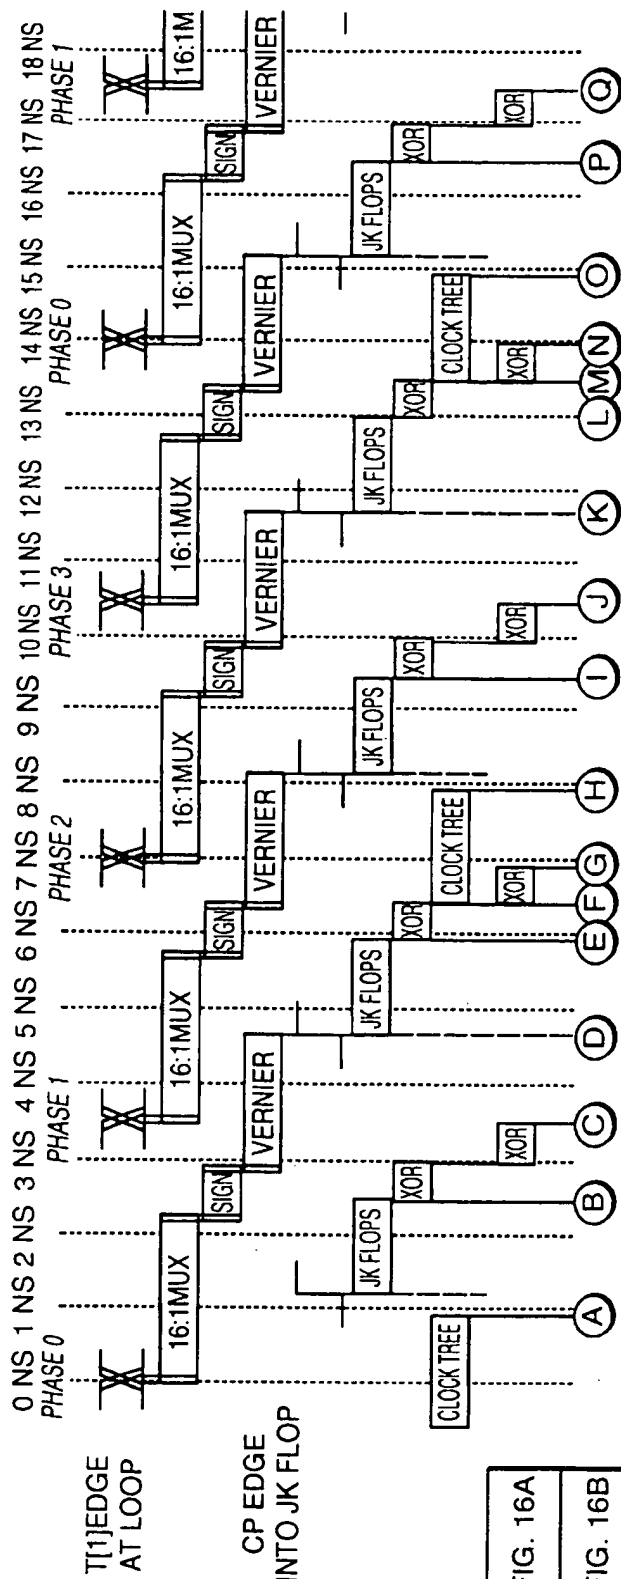 0 NS 1 NS 2 NS 3 NS 4 NS 5 NS 6 NS 7 NS 8 NS 9 NS 10 NS 11 NS 12 NS 13 NS 14 NS 15 NS 16 NS 17 NS 18 NS
PHASE 0 PHASE 1 PHASE 2 PHASE 3 PHASE 0 PHASE 1
T[1]EDGE
AT LOOP
16:1MUX 16:1MUX 16:1MUX 16:1MUX 16:1MUX 16:1M
SIGN SIGN SIGN SIGN SIGN
CP EDGE
INTO JK FLOP
VERNIER VERNIER VERNIER VERNIER VERNIER
JK FLOPS JK FLOPS JK FLOPS JK FLOPS JK FLOPS
XOR XOR XOR XOR XOR
CLOCK TREE CLOCK TREE CLOCK TREE
XOR XOR XOR XOR XOR
A B C D E F G H I J K L M N O P Q
FIG. 16A
FIG. 16B